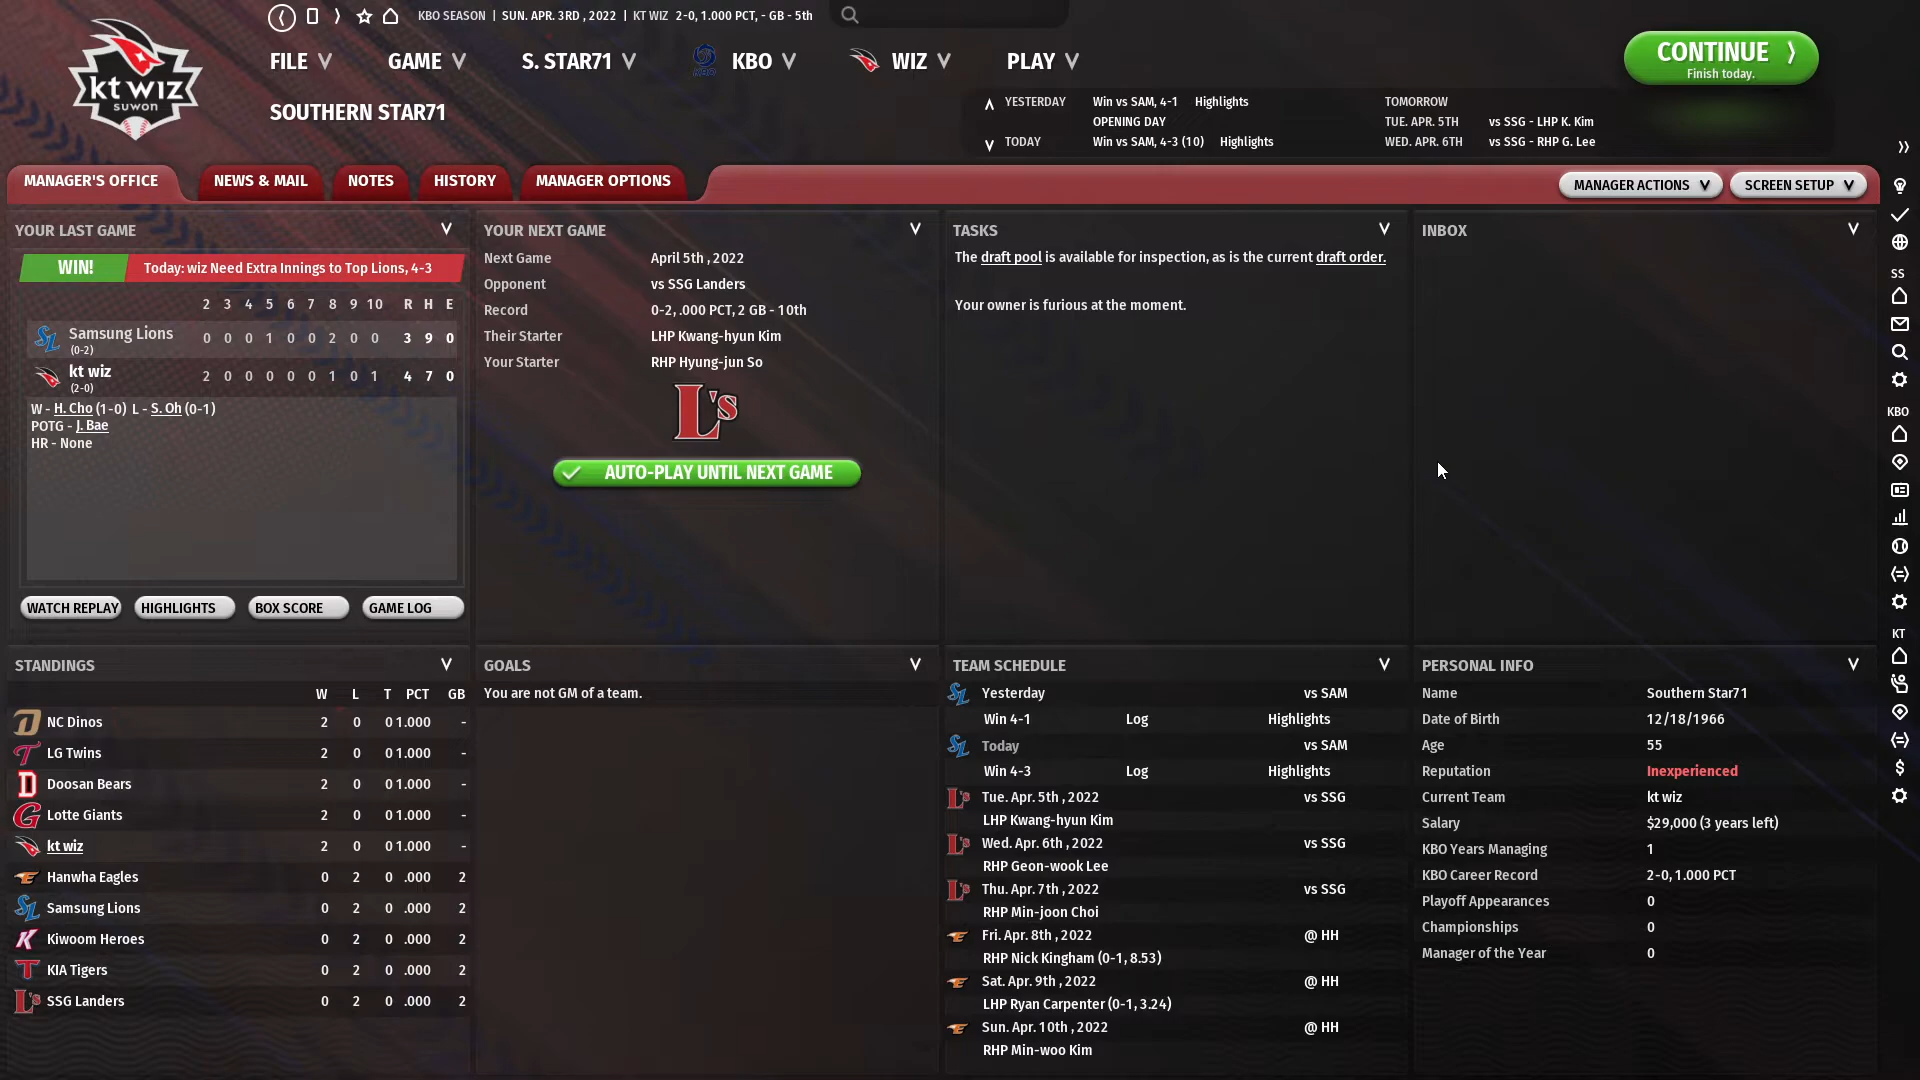 KBO SEASON | SUN. APR. 3RD , 2022 | KT WIZ 2-0, 1.000 PCT, - GB - 5th
kt wiz
suwon
FILE GAME S. STAR71 KBO WIZ PLAY
CONTINUE
Finish today.
SOUTHERN STAR71
YESTERDAY Win vs SAM, 4-1 Highlights
OPENING DAY
TODAY Win vs SAM, 4-3 (10) Highlights
TOMORROW
TUE. APR. 5TH vs SSG - LHP K. Kim
WED. APR. 6TH vs SSG - RHP G. Lee
MANAGER'S OFFICE NEWS & MAIL NOTES HISTORY MANAGER OPTIONS
MANAGER ACTIONS SCREEN SETUP
YOUR LAST GAME
WIN! Today: wiz Need Extra Innings to Top Lions, 4-3
2 3 4 5 6 7 8 9 10 R H E
Samsung Lions 0 0 0 1 0 0 2 0 0 3 9 0
(0-2)
kt wiz 2 0 0 0 0 0 1 0 1 4 7 0
(2-0)
W - H. Cho (1-0) L - S. Oh (0-1)
POTG - J. Bae
HR - None
WATCH REPLAY HIGHLIGHTS BOX SCORE GAME LOG
YOUR NEXT GAME
Next Game April 5th , 2022
Opponent vs SSG Landers
Record 0-2, .000 PCT, 2 GB - 10th
Their Starter LHP Kwang-hyun Kim
Your Starter RHP Hyung-jun So
L's
AUTO-PLAY UNTIL NEXT GAME
TASKS
The draft pool is available for inspection, as is the current draft order.
Your owner is furious at the moment.
INBOX
SS
KBO
KT
STANDINGS
W L T PCT GB
NC Dinos 2 0 0 1.000 -
LG Twins 2 0 0 1.000 -
Doosan Bears 2 0 0 1.000 -
Lotte Giants 2 0 0 1.000 -
kt wiz 2 0 0 1.000 -
Hanwha Eagles 0 2 0 .000 2
Samsung Lions 0 2 0 .000 2
Kiwoom Heroes 0 2 0 .000 2
KIA Tigers 0 2 0 .000 2
SSG Landers 0 2 0 .000 2
GOALS
You are not GM of a team.
TEAM SCHEDULE
Yesterday vs SAM
Win 4-1 Log Highlights
Today vs SAM
Win 4-3 Log Highlights
Tue. Apr. 5th , 2022 vs SSG
LHP Kwang-hyun Kim
Wed. Apr. 6th , 2022 vs SSG
RHP Geon-wook Lee
Thu. Apr. 7th , 2022 vs SSG
RHP Min-joon Choi
Fri. Apr. 8th , 2022 @ HH
RHP Nick Kingham (0-1, 8.53)
Sat. Apr. 9th , 2022 @ HH
LHP Ryan Carpenter (0-1, 3.24)
Sun. Apr. 10th , 2022 @ HH
RHP Min-woo Kim
PERSONAL INFO
Name Southern Star71
Date of Birth 12/18/1966
Age 55
Reputation Inexperienced
Current Team kt wiz
Salary $29,000 (3 years left)
KBO Years Managing 1
KBO Career Record 2-0, 1.000 PCT
Playoff Appearances 0
Championships 0
Manager of the Year 0